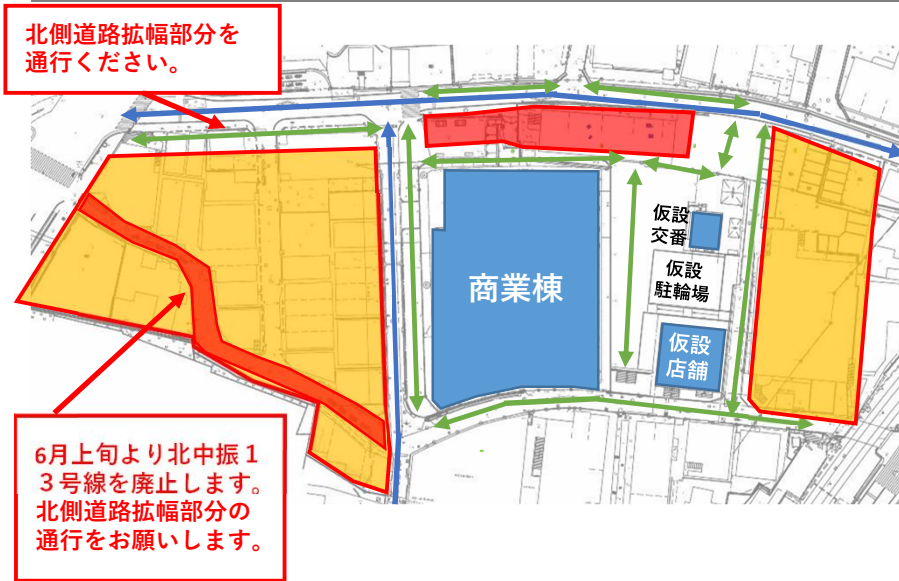 北側道路拡幅部分を
通行ください。
仮設
交番
仮設
駐輪場
商業棟
仮設
店舗
6月上旬より北中振１
３号線を廃止します。
北側道路拡幅部分の
通行をお願いします。